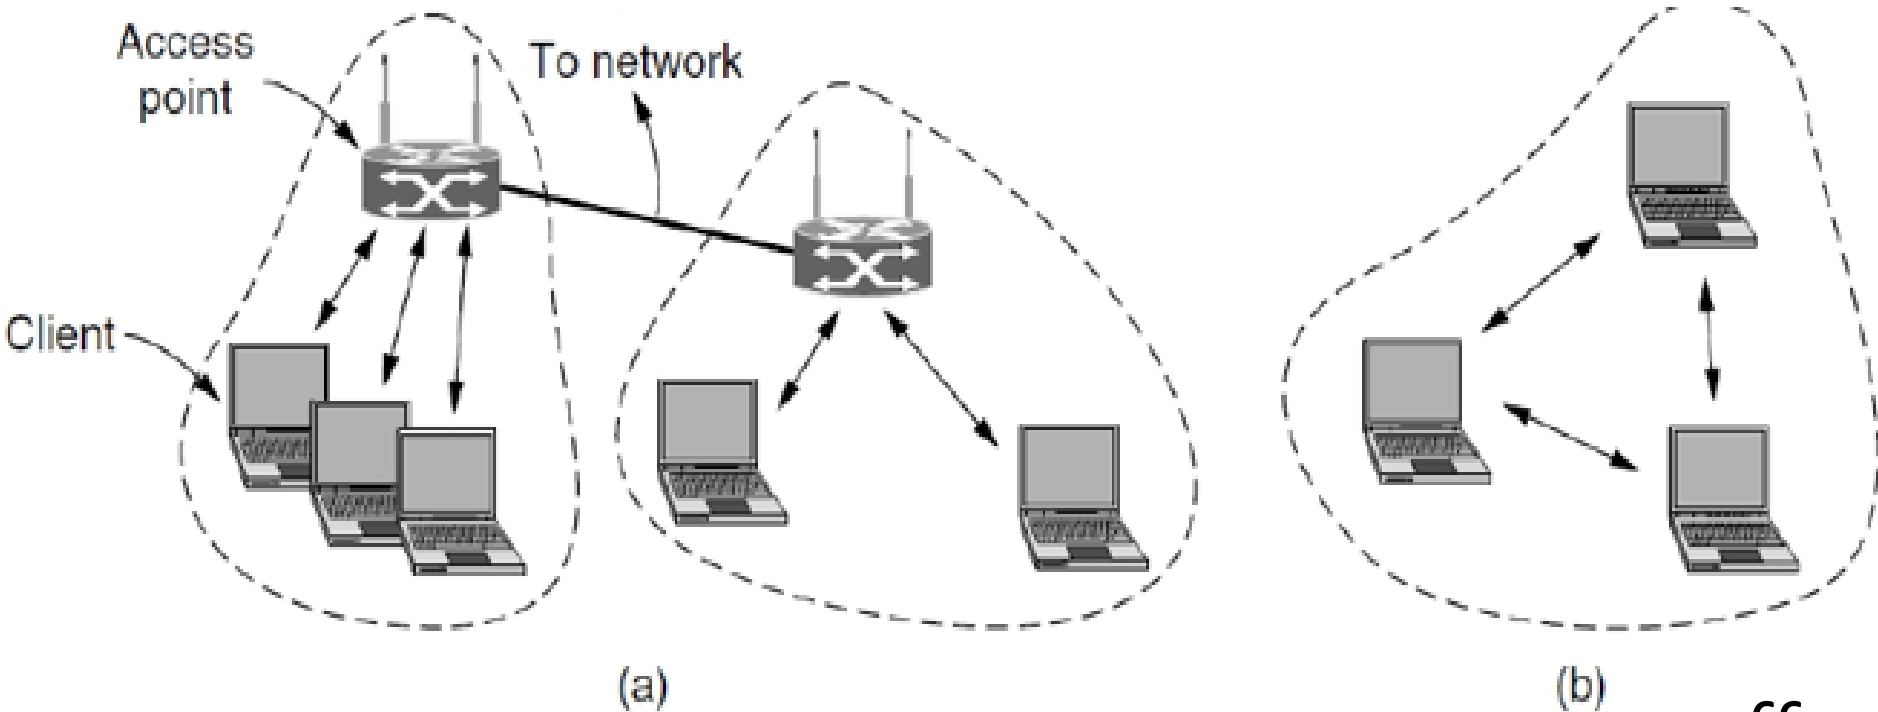 Access
point
To network
Client
(a)
(b)